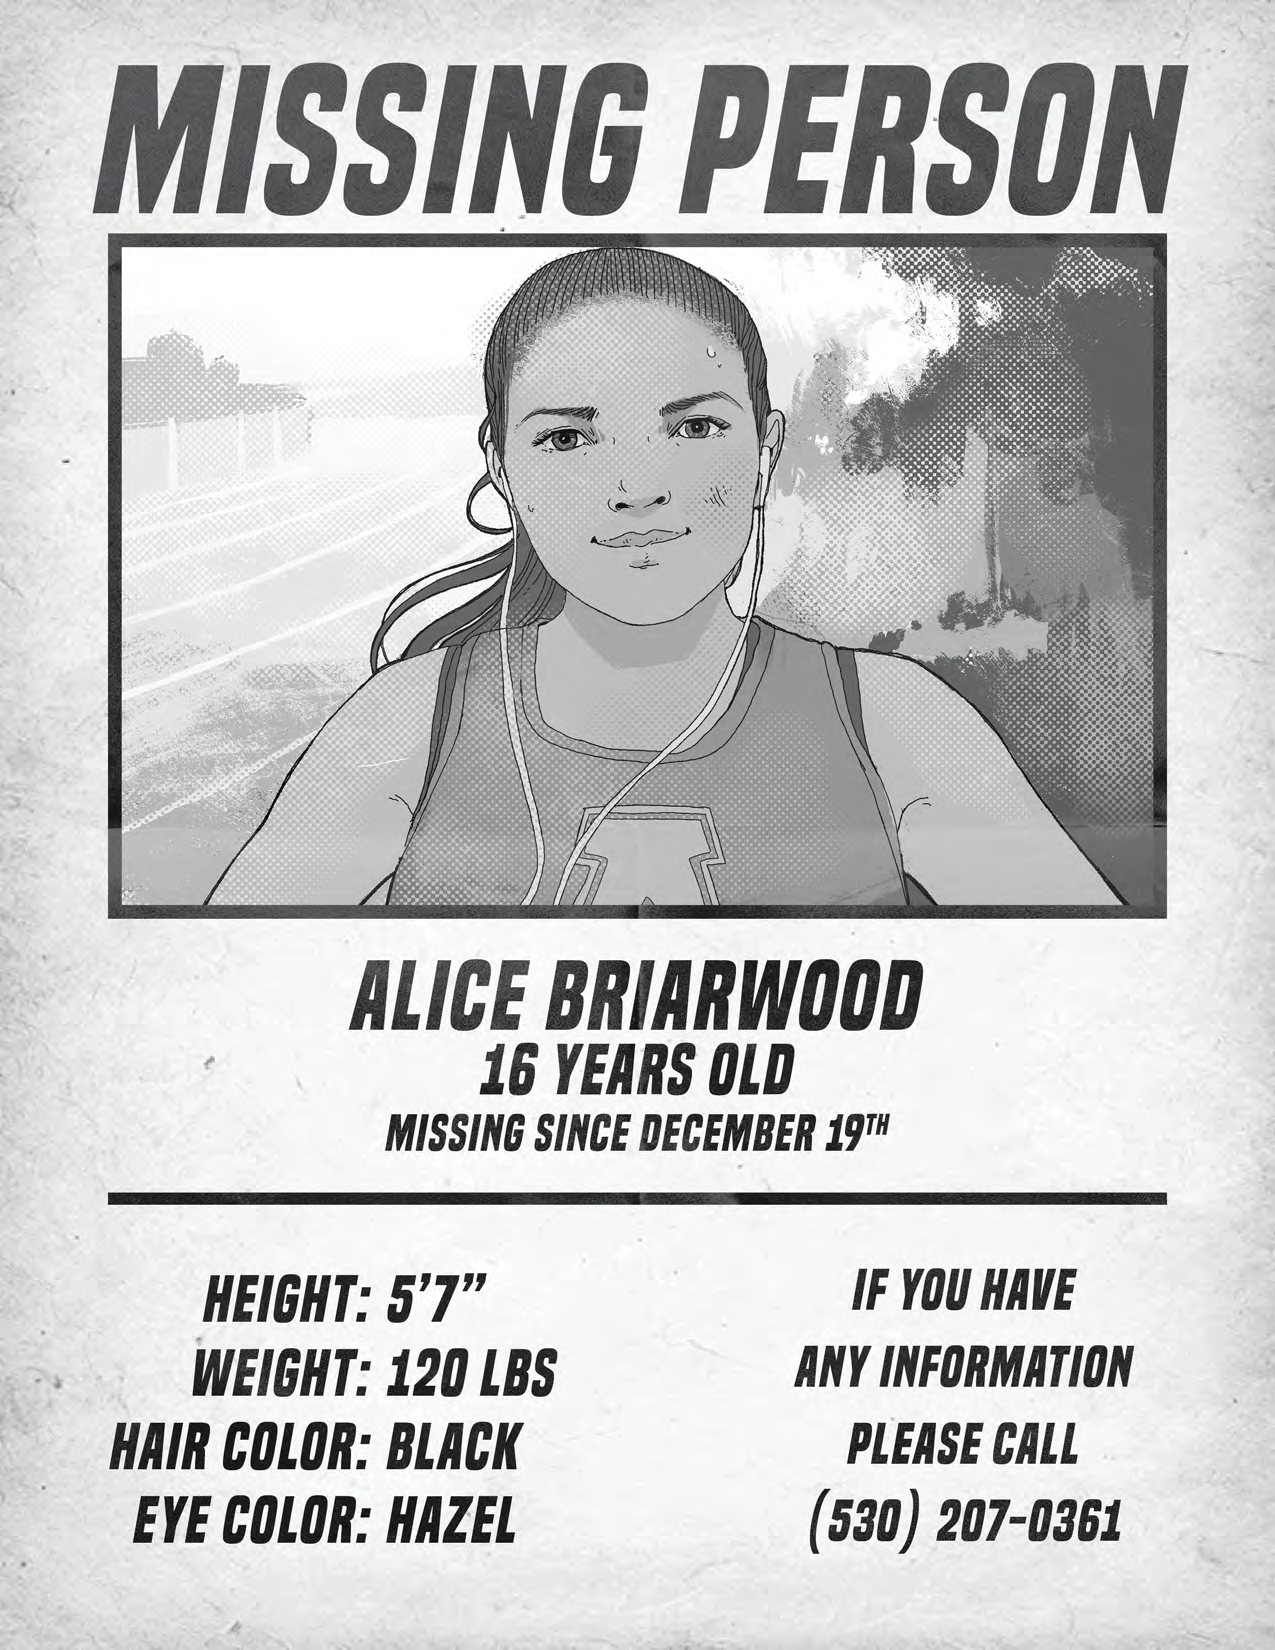 MISSING PERSON
A
ALICE BRIARWOOD
16 YEARS OLD
MISSING SINCE DECEMBER 19TH
HEIGHT: 5’7”
WEIGHT: 120 LBS
HAIR COLOR: BLACK
EYE COLOR: HAZEL
IF YOU HAVE
ANY INFORMATION
PLEASE CALL
(530) 207-0361